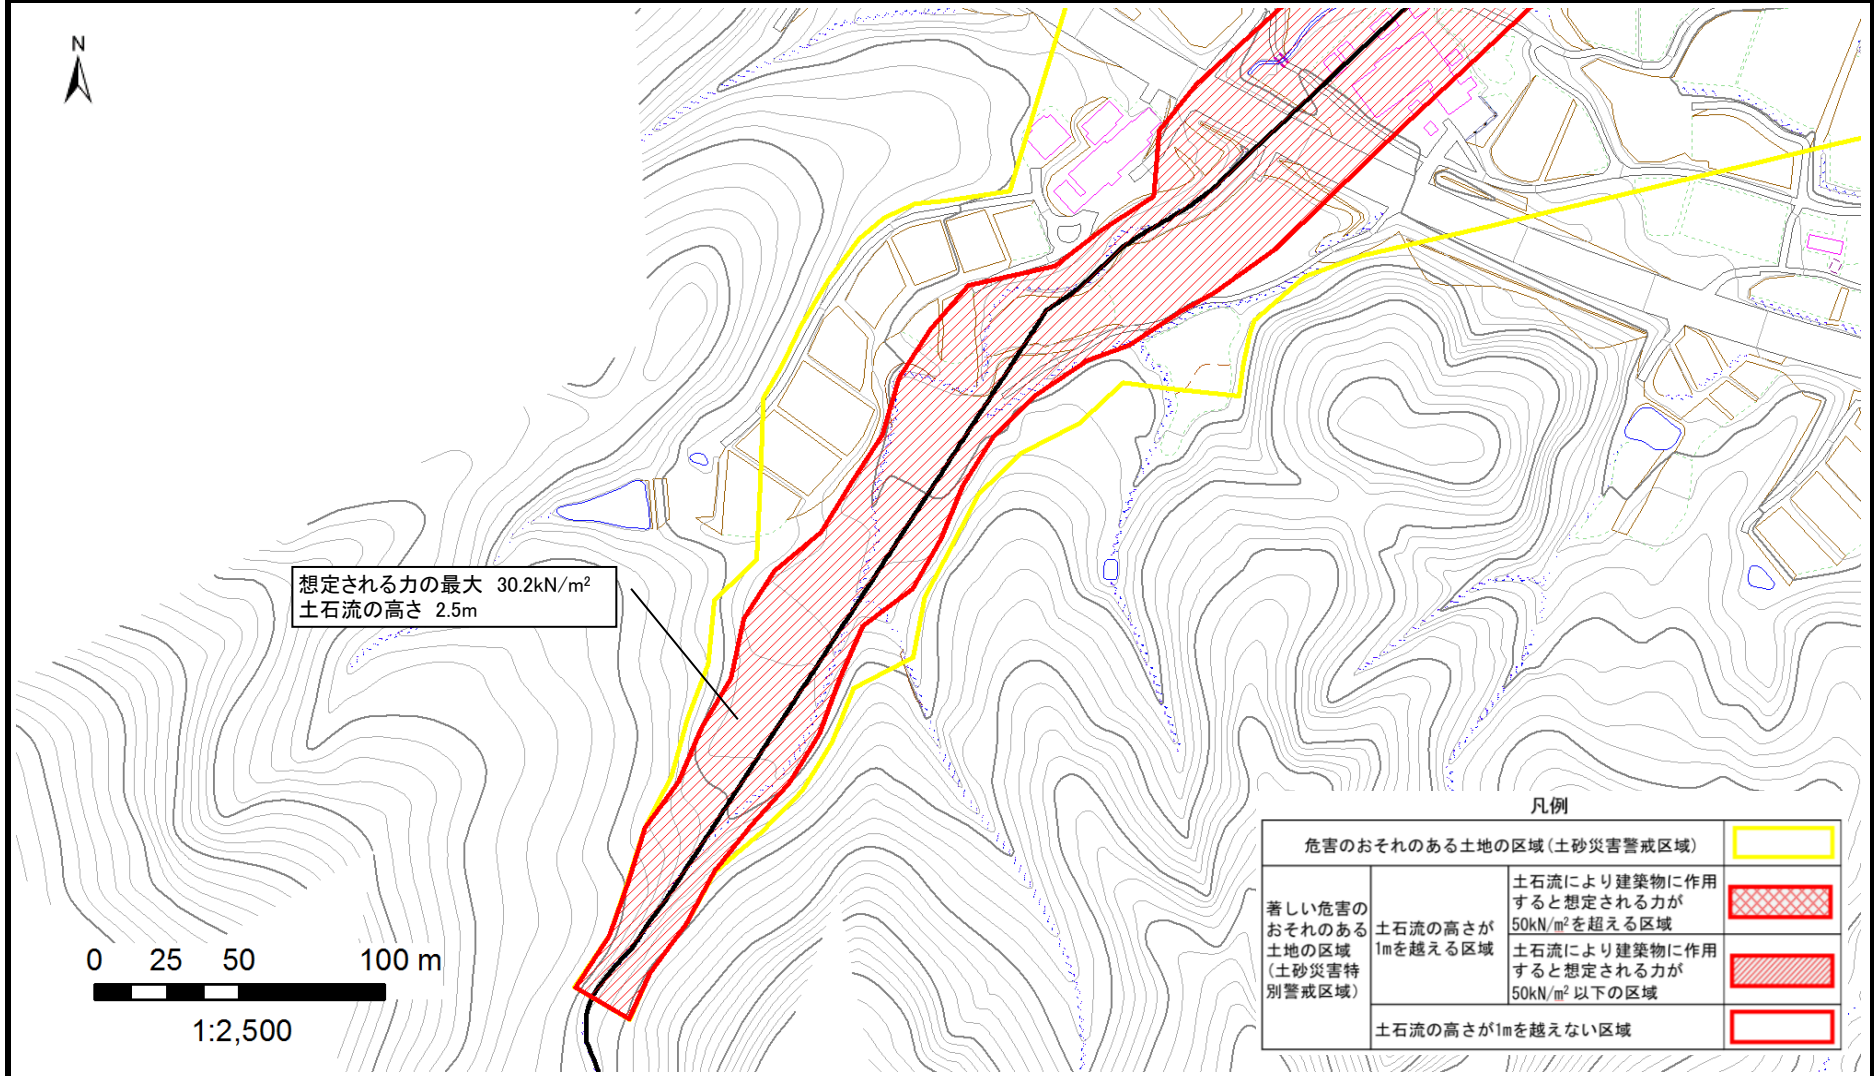 N
想定される力の最大 30.2kN/m²
土石流の高さ 2.5m
0 25 50 100 m
1:2,500
凡例
危害のおそれのある土地の区域(土砂災害警戒区域)
著しい危害の
おそれのある
土地の区域
(土砂災害特
別警戒区域)
土石流の高さが
1mを越える区域
土石流により建築物に作用
すると想定される力が
50kN/㎡を超える区域
土石流により建築物に作用
すると想定される力が
50kN/㎡以下の区域
土石流の高さが1mを越えない区域